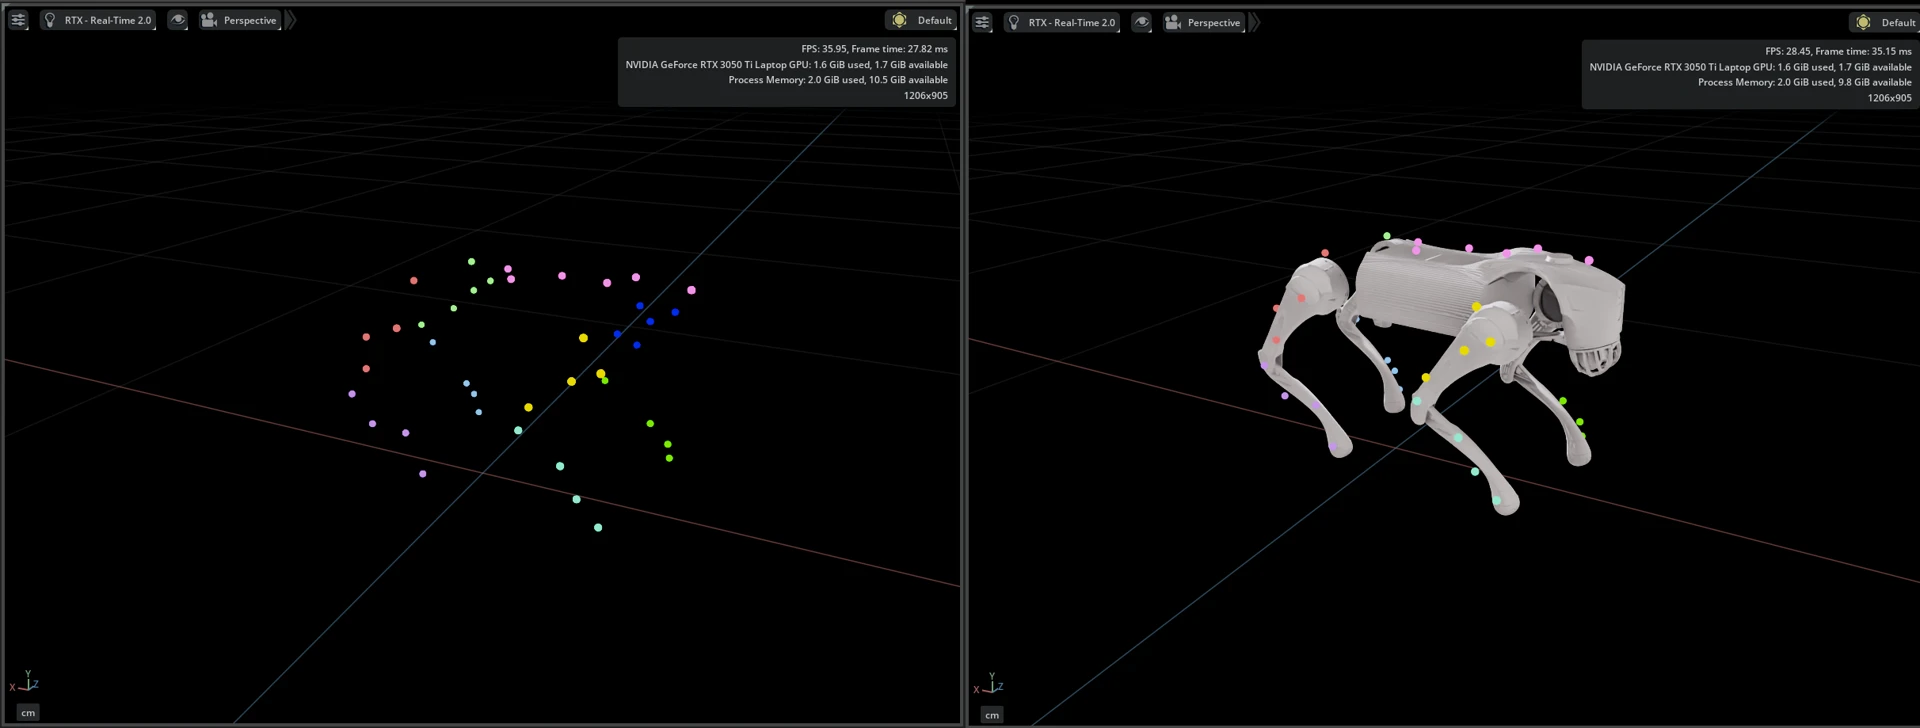 RTX - Real-Time 2.0
Perspective
Default
FPS: 35.95, Frame time: 27.82 ms
NVIDIA GeForce RTX 3050 Ti Laptop GPU: 1.6 GiB used, 1.7 GiB available
Process Memory: 2.0 GiB used, 10.5 GiB available
1206x905
Y
X Z
cm
RTX - Real-Time 2.0
Perspective
Default
FPS: 28.45, Frame time: 35.15 ms
NVIDIA GeForce RTX 3050 Ti Laptop GPU: 1.6 GiB used, 1.7 GiB available
Process Memory: 2.0 GiB used, 9.8 GiB available
1206x905
Y
X Z
cm